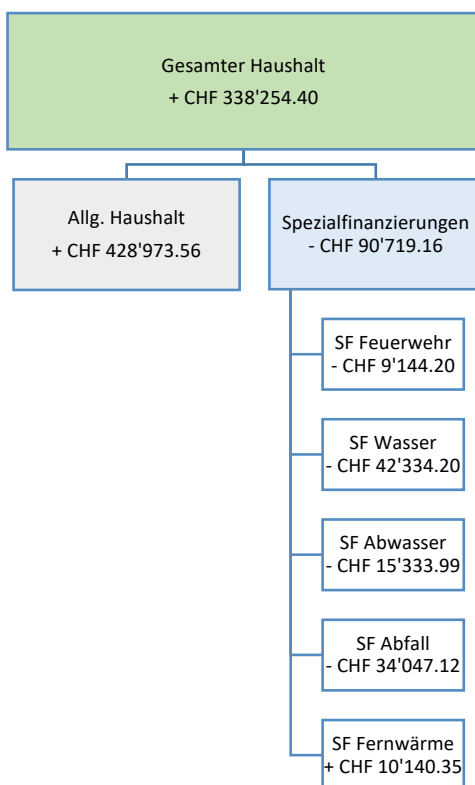 Gesamter Haushalt
+ CHF 338'254.40
Allg. Haushalt
+ CHF 428'973.56
Spezialfinanzierungen
- CHF 90'719.16
SF Feuerwehr
- CHF 9'144.20
SF Wasser
- CHF 42'334.20
SF Abwasser
- CHF 15'333.99
SF Abfall
- CHF 34'047.12
SF Fernwärme
+ CHF 10'140.35